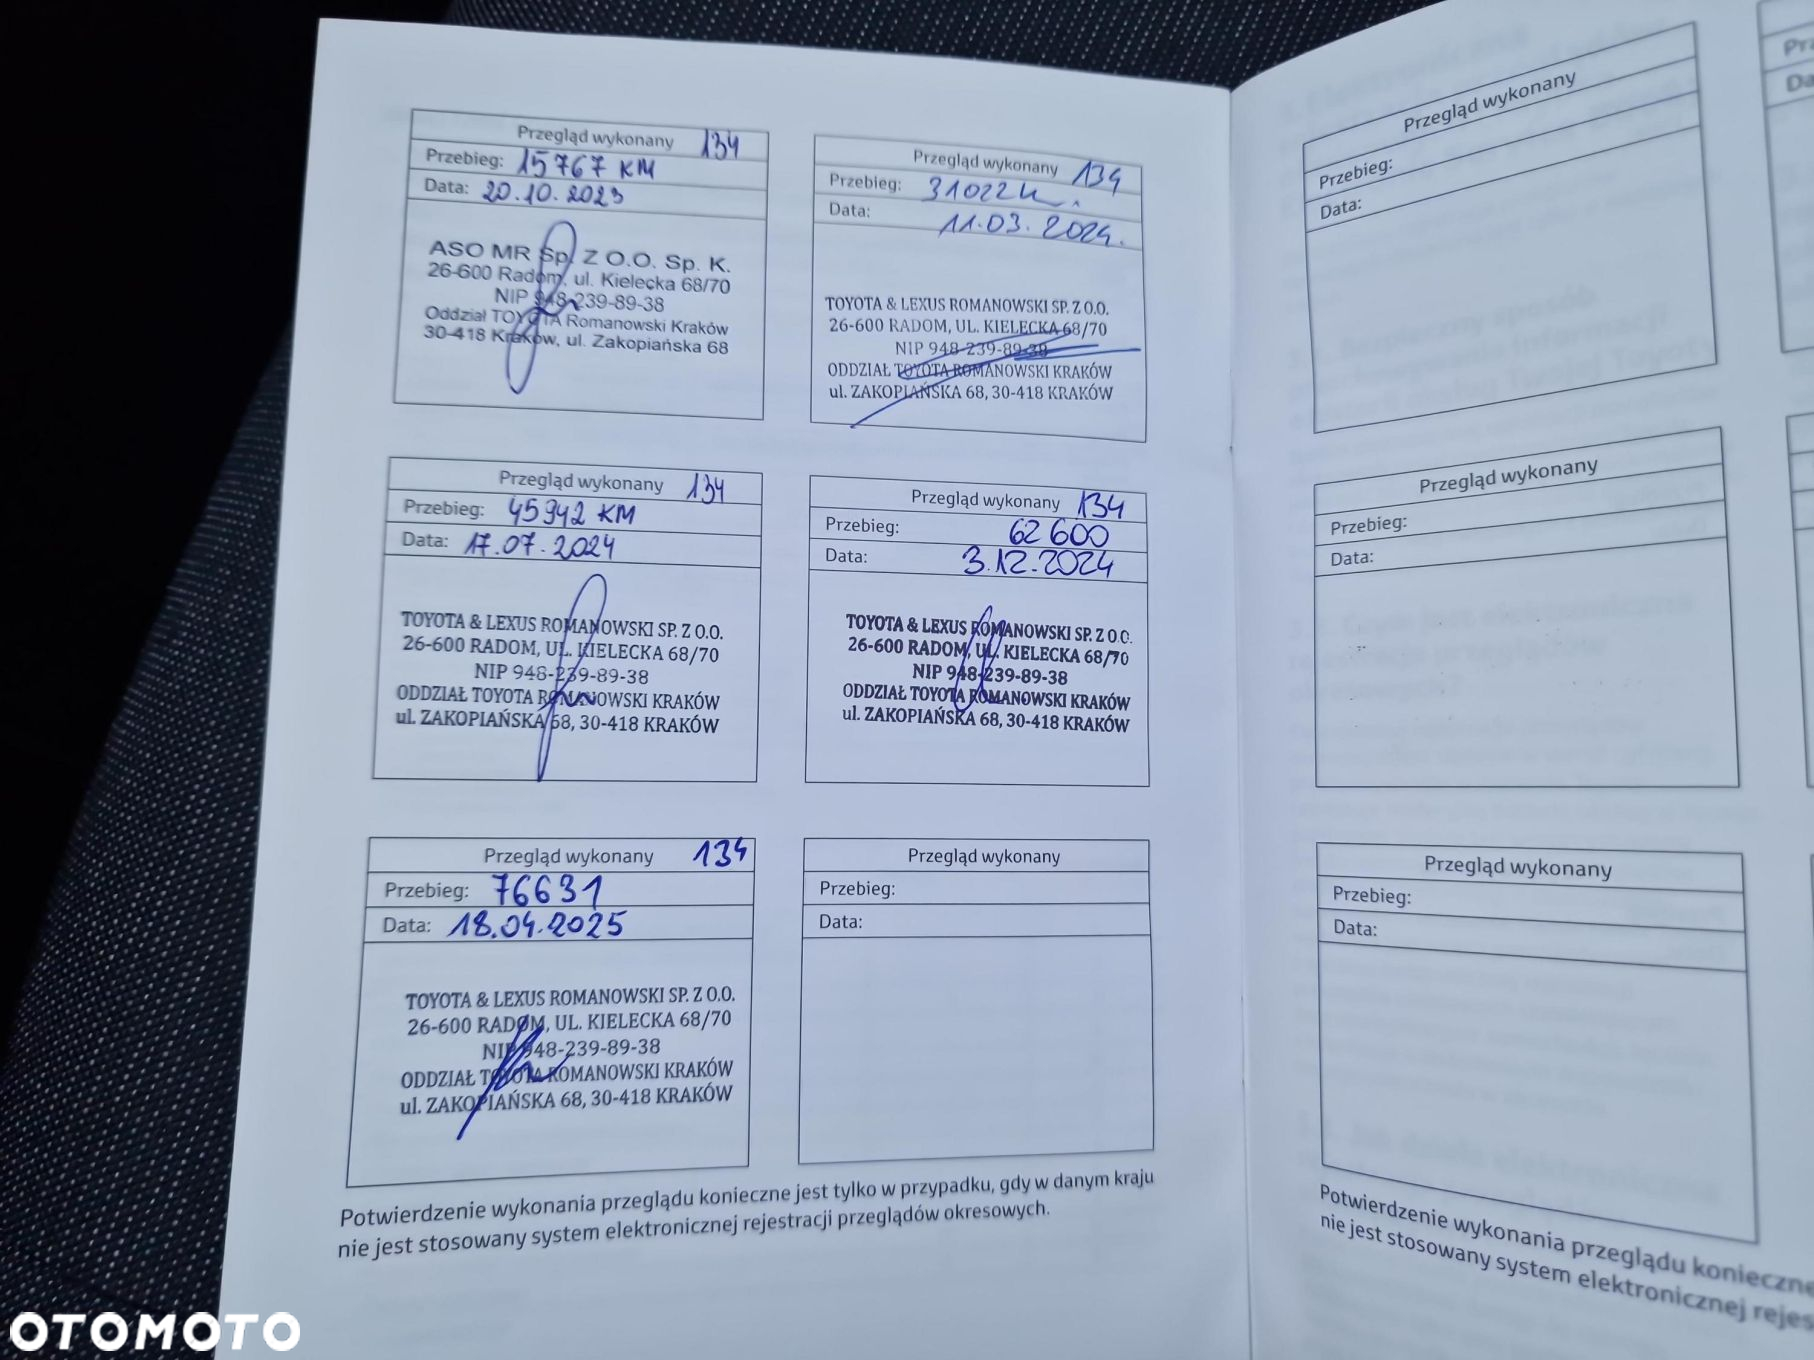 Przegląd wykonany 134
Przebieg: 15767 KM
Data: 20.10.2023
ASO MR Sp. Z O.O. Sp. K.
26-600 Radom, ul. Kielecka 68/70
NIP 948-239-89-38
Oddział TOYOTA Romanowski Kraków
30-418 Kraków, ul. Zakopiańska 68
Przegląd wykonany 134
Przebieg: 31022
Data: 11.03.2024.
TOYOTA & LEXUS ROMANOWSKI SP. Z O.O.
26-600 RADOM, UL. KIELECKA 68/70
NIP 948-239-89-38
ODDZIAŁ TOYOTA ROMANOWSKI KRAKÓW
ul. ZAKOPIAŃSKA 68, 30-418 KRAKÓW
Przegląd wykonany 134
Przebieg: 45942 KM
Data: 17.07.2024
TOYOTA & LEXUS ROMANOWSKI SP. Z O.O.
26-600 RADOM, UL. KIELECKA 68/70
NIP 948-239-89-38
ODDZIAŁ TOYOTA ROMANOWSKI KRAKÓW
ul. ZAKOPIAŃSKA 68, 30-418 KRAKÓW
Przegląd wykonany 134
Przebieg: 62 600
Data: 3.12.2024
TOYOTA & LEXUS ROMANOWSKI SP. Z O.O.
26-600 RADOM, UL. KIELECKA 68/70
NIP 948-239-89-38
ODDZIAŁ TOYOTA ROMANOWSKI KRAKÓW
ul. ZAKOPIAŃSKA 68, 30-418 KRAKÓW
Przegląd wykonany 134
Przebieg: 76631
Data: 18.04.2025
TOYOTA & LEXUS ROMANOWSKI SP. Z O.O.
26-600 RADOM, UL. KIELECKA 68/70
NIP 948-239-89-38
ODDZIAŁ TOYOTA ROMANOWSKI KRAKÓW
ul. ZAKOPIAŃSKA 68, 30-418 KRAKÓW
Przegląd wykonany
Przebieg:
Data:
Potwierdzenie wykonania przeglądu konieczne jest tylko w przypadku, gdy w danym kraju
nie jest stosowany system elektronicznej rejestracji przeglądów okresowych.
Przegląd wykonany
Przebieg:
Data:
Przegląd wykonany
Przebieg:
Data:
Przegląd wykonany
Przebieg:
Data:
Potwierdzenie wykonania przeglądu konieczne
nie jest stosowany system elektronicznej rejes
OTOMOTO